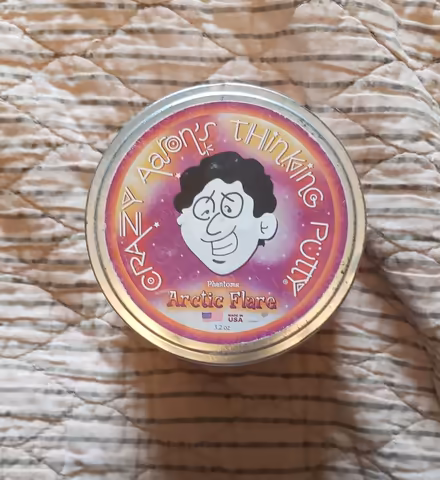 CRAZY AARON'S THINKING PUTTY
Phantoms
Arctic Flare
MADE IN
USA
3.2 oz